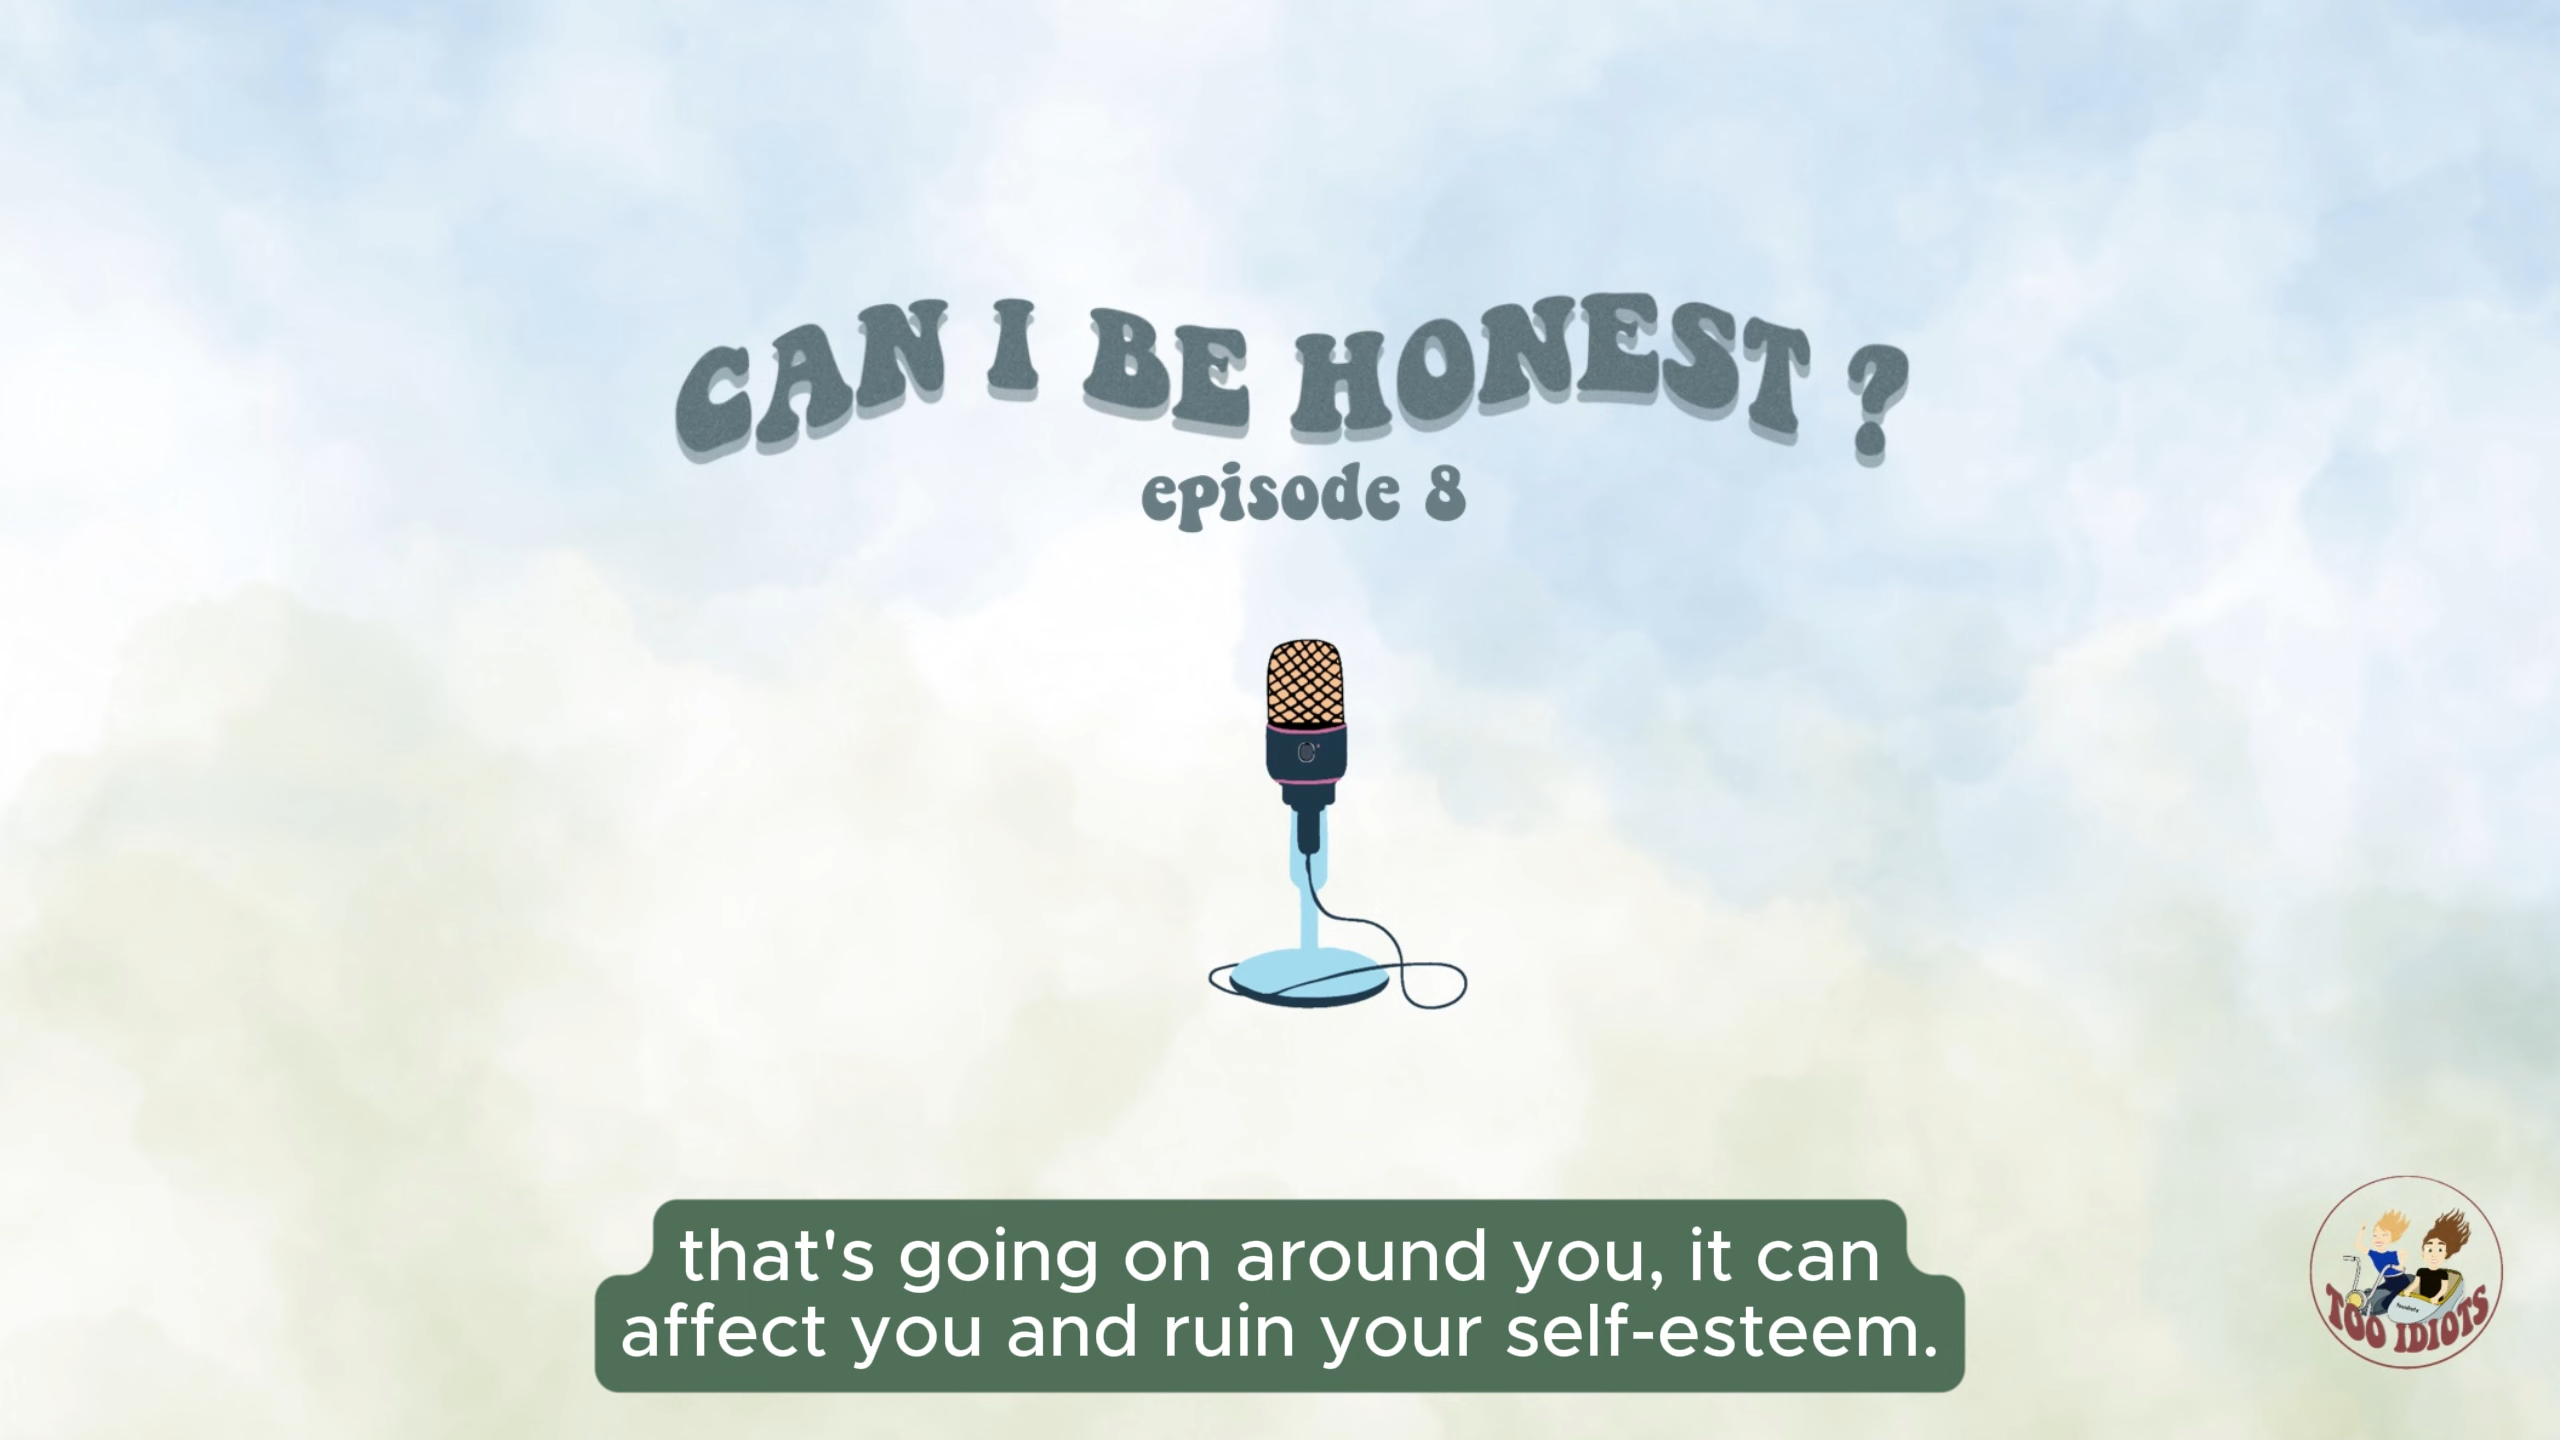 CAN I BE HONEST ?
episode 8
that's going on around you, it can
affect you and ruin your self-esteem.
TOO IDIOTS